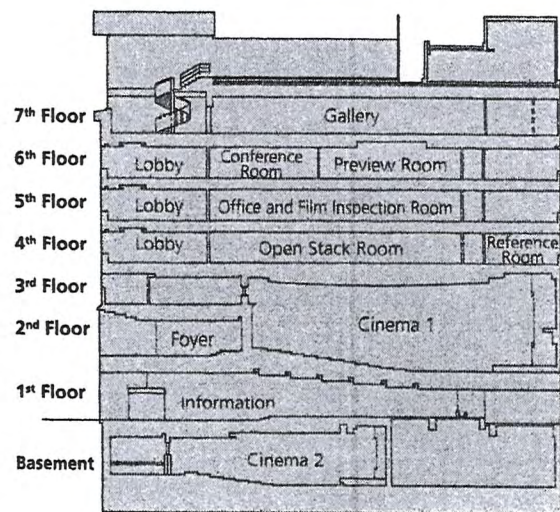 7th Floor Gallery
6th Floor Lobby Conference Room Preview Room
5th Floor Lobby Office and Film Inspection Room
4th Floor Lobby Open Stack Room Reference Room
3rd Floor
Cinema 1
2nd Floor Foyer
1st Floor Information
Basement Cinema 2